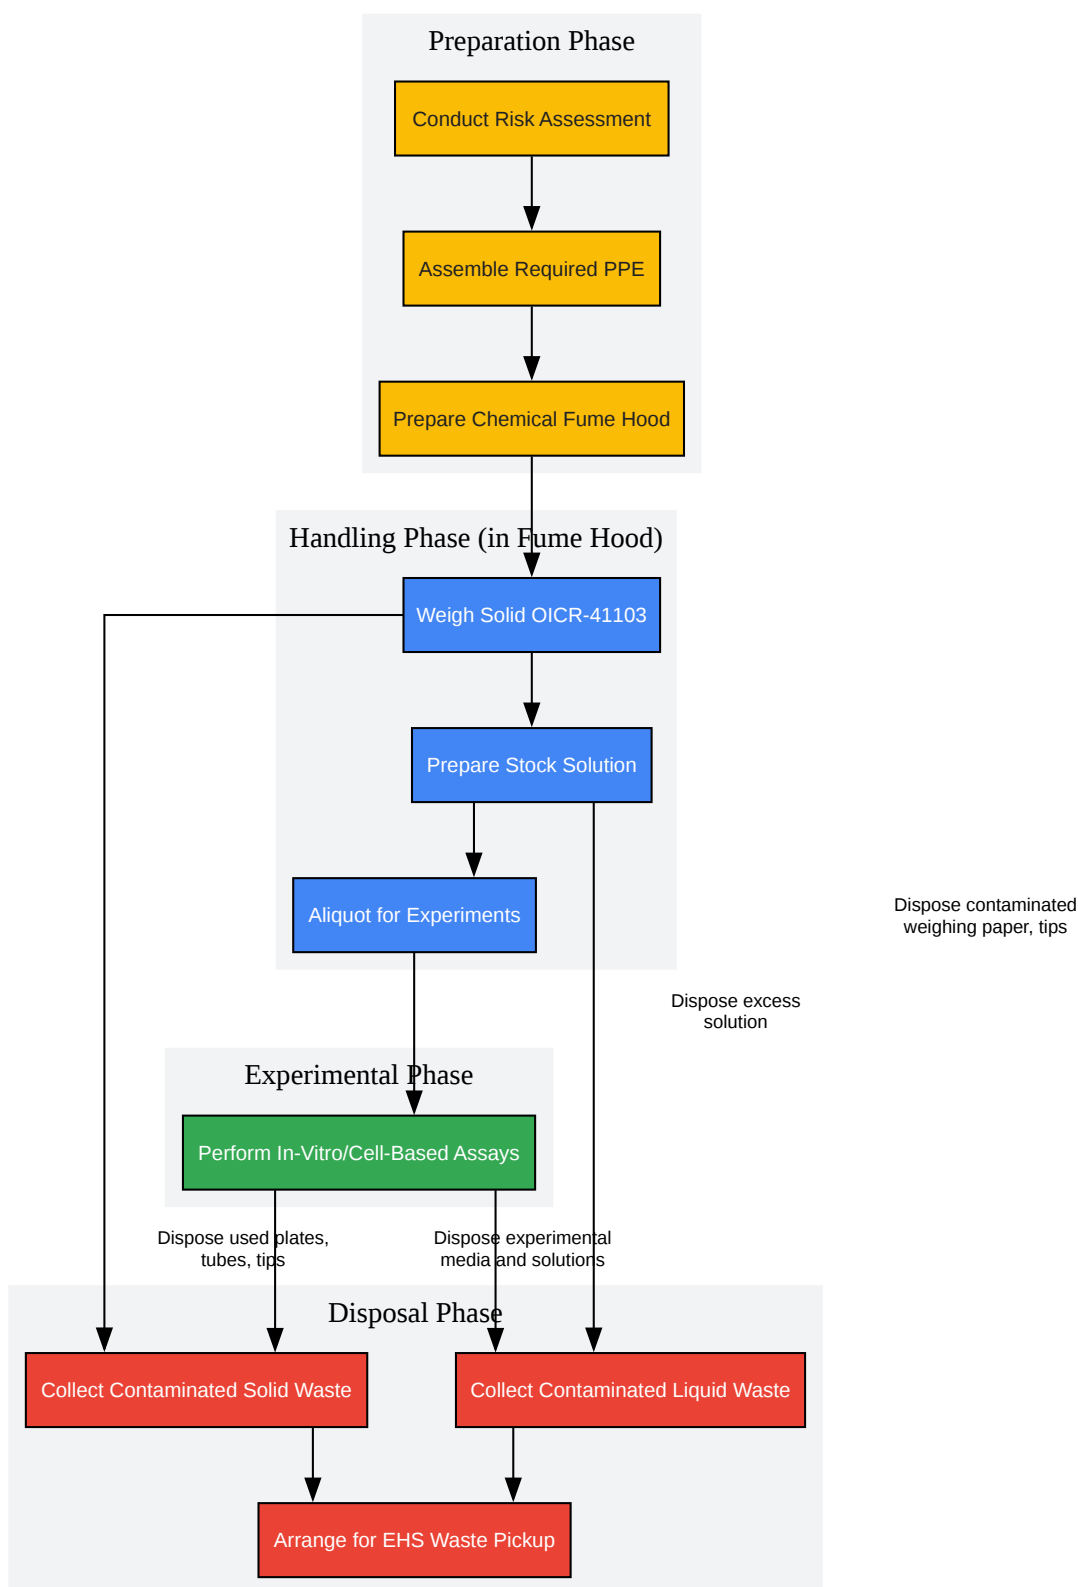 Preparation Phase
Conduct Risk Assessment
Assemble Required PPE
Prepare Chemical Fume Hood
Handling Phase (in Fume Hood)
Weigh Solid OICR-41103
Prepare Stock Solution
Aliquot for Experiments
Dispose contaminated
weighing paper, tips
Dispose excess
solution
Experimental Phase
Perform In-Vitro/Cell-Based Assays
Dispose used plates,
tubes, tips
Dispose experimental
media and solutions
Disposal Phase
Collect Contaminated Solid Waste
Collect Contaminated Liquid Waste
Arrange for EHS Waste Pickup